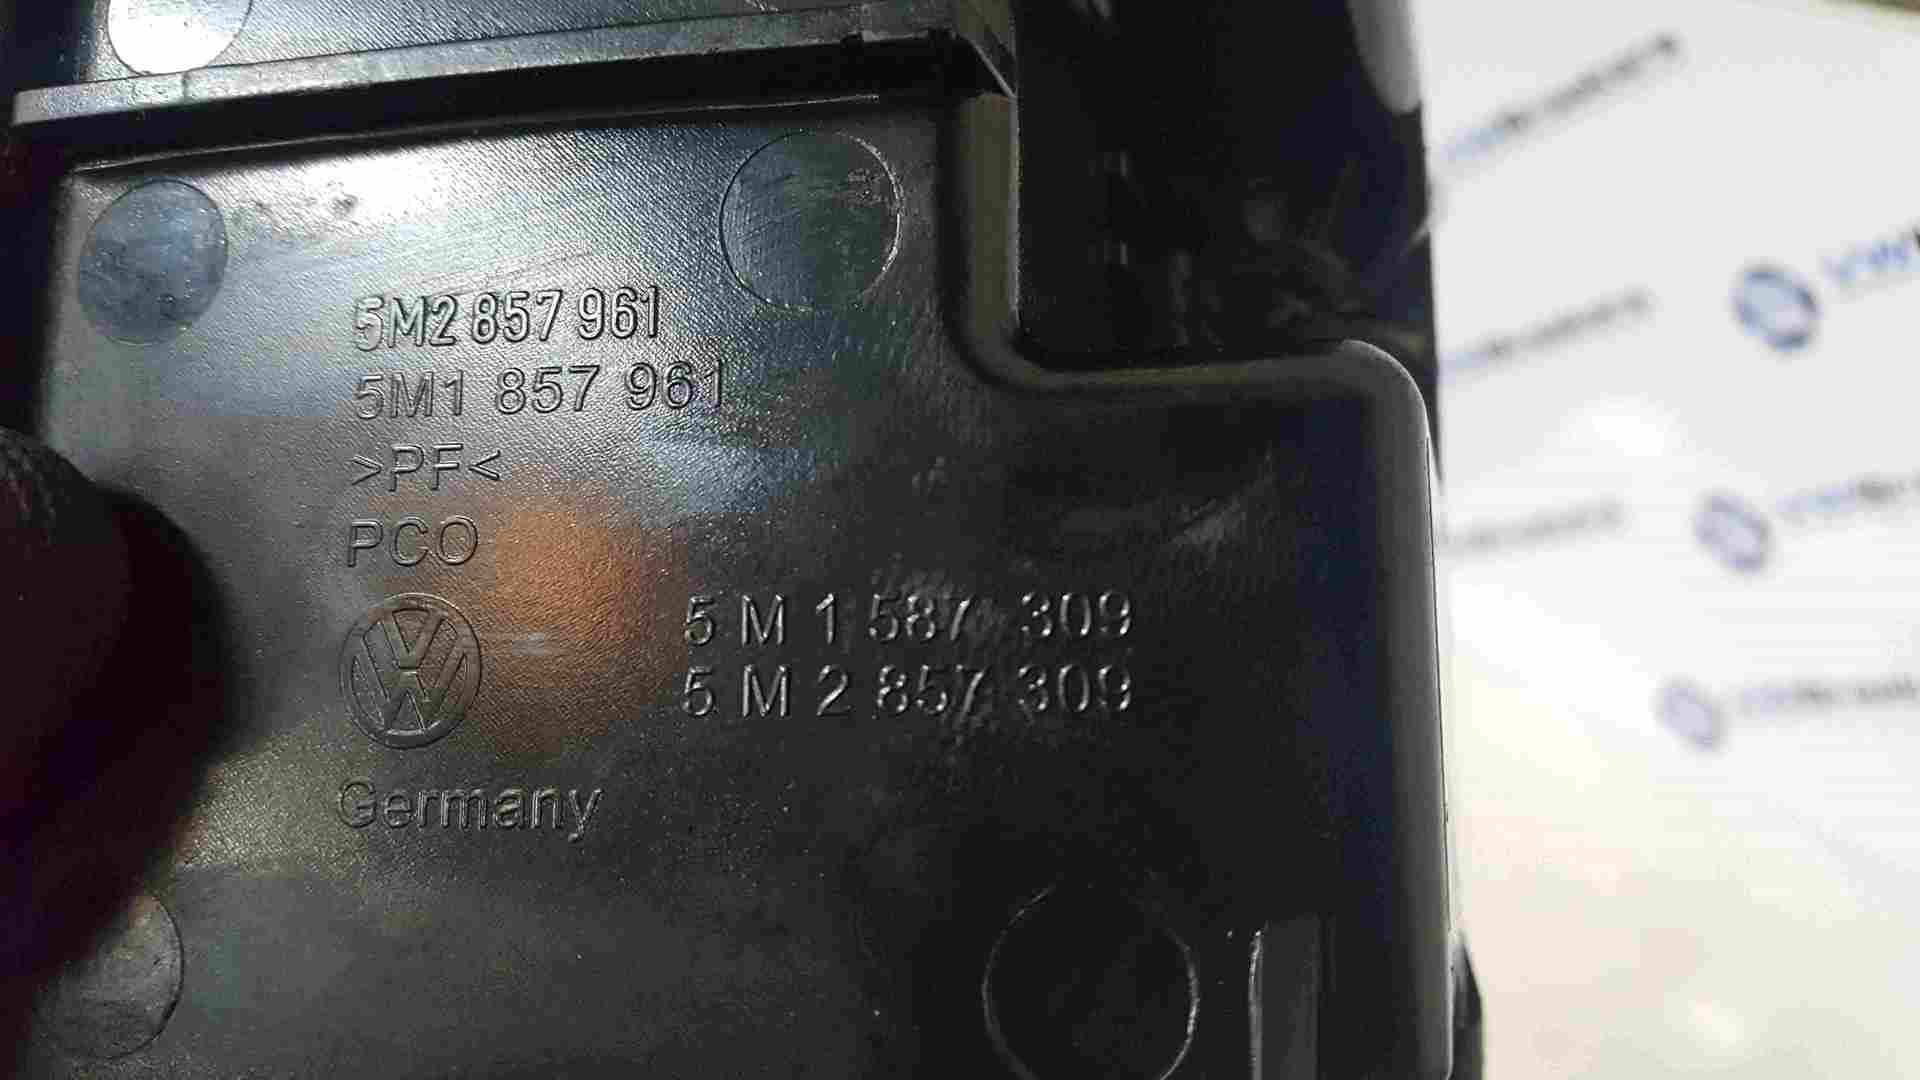 5M2 857 961
5M1 857 961
>PF<
PCO
5 M 1 587 309
5 M 2 857 309
Germany